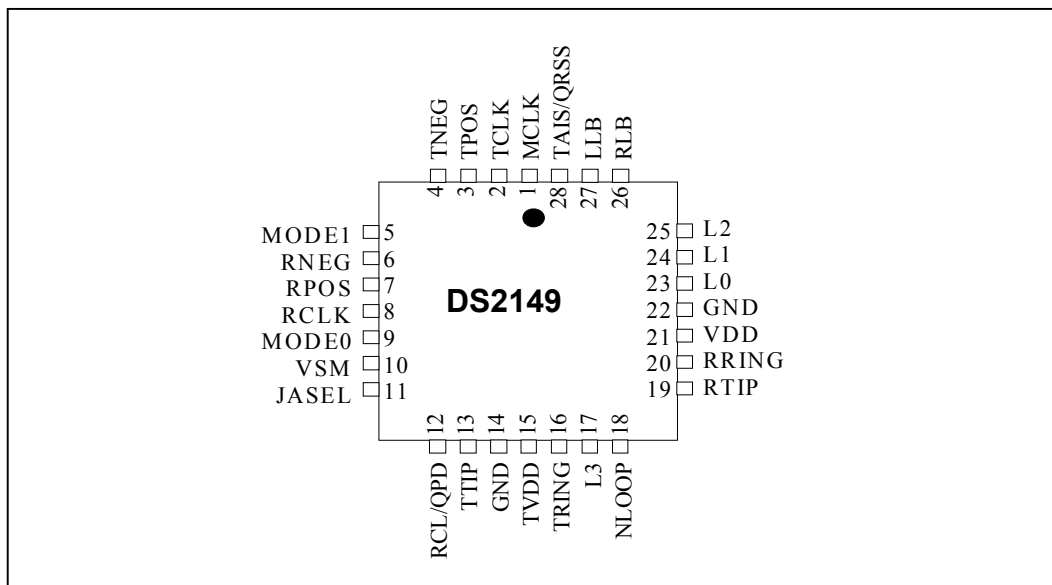 TNEG
TPOS
TCLK
MCLK
TAIS/QRSS
LLB
RLB
4
3
2
1
28
27
26
MODE1 5
RNEG 6
RPOS 7
RCLK 8
MODE0 9
VSM 10
JASEL 11
DS2149
25 L2
24 L1
23 L0
22 GND
21 VDD
20 RRING
19 RTIP
12
13
14
15
16
17
18
RCL/QPD
TTIP
GND
TVDD
TRING
L3
NLOOP